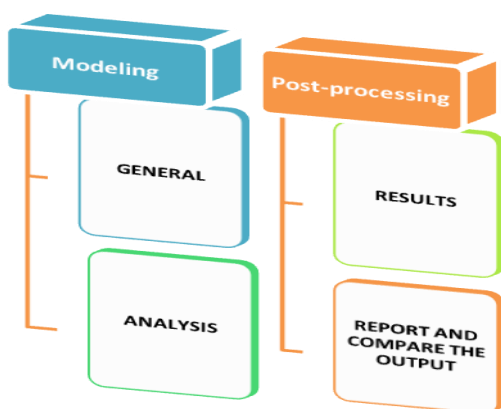 Modeling
GENERAL
ANALYSIS
Post-processing
RESULTS
REPORT AND
COMPARE THE
OUTPUT